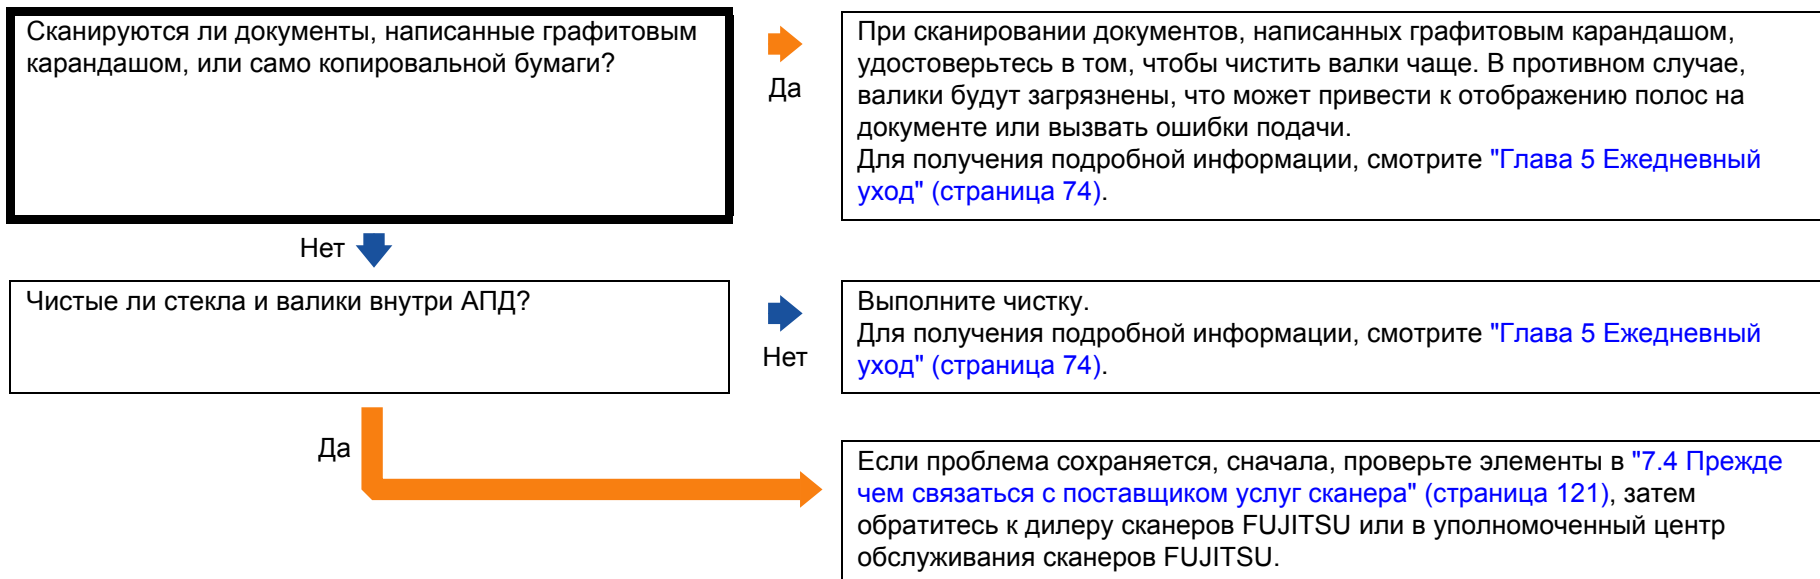 Сканируются ли документы, написанные графитовым
карандашом, или само копировальной бумаги?
Да
При сканировании документов, написанных графитовым карандашом,
удостоверьтесь в том, чтобы чистить валки чаще. В противном случае,
валики будут загрязнены, что может привести к отображению полос на
документе или вызвать ошибки подачи.
Для получения подробной информации, смотрите "Глава 5 Ежедневный
уход" (страница 74).
Нет
Чистые ли стекла и валики внутри АПД?
Нет
Выполните чистку.
Для получения подробной информации, смотрите "Глава 5 Ежедневный
уход" (страница 74).
Да
Если проблема сохраняется, сначала, проверьте элементы в "7.4 Прежде
чем связаться с поставщиком услуг сканера" (страница 121), затем
обратитесь к дилеру сканеров FUJITSU или в уполномоченный центр
обслуживания сканеров FUJITSU.